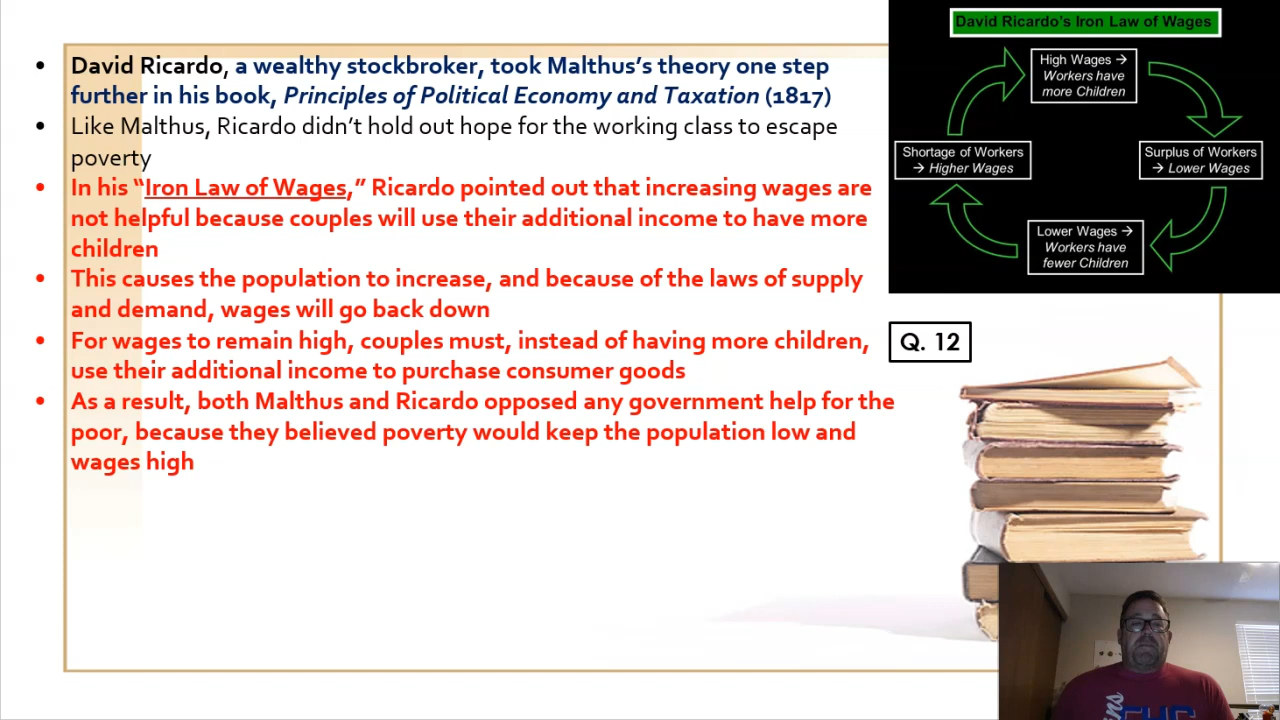 David Ricardo, a wealthy stockbroker, took Malthus's theory one step
further in his book, Principles of Political Economy and Taxation (1817)
Like Malthus, Ricardo didn't hold out hope for the working class to escape
poverty
In his “Iron Law of Wages,” Ricardo pointed out that increasing wages are
not helpful because couples will use their additional income to have more
children
This causes the population to increase, and because of the laws of supply
and demand, wages will go back down
For wages to remain high, couples must, instead of having more children,
use their additional income to purchase consumer goods
As a result, both Malthus and Ricardo opposed any government help for the
poor, because they believed poverty would keep the population low and
wages high
David Ricardo's Iron Law of Wages
High Wages →
Workers have
more Children
Shortage of Workers
→ Higher Wages
Surplus of Workers
→ Lower Wages
Lower Wages →
Workers have
fewer Children
Q. 12